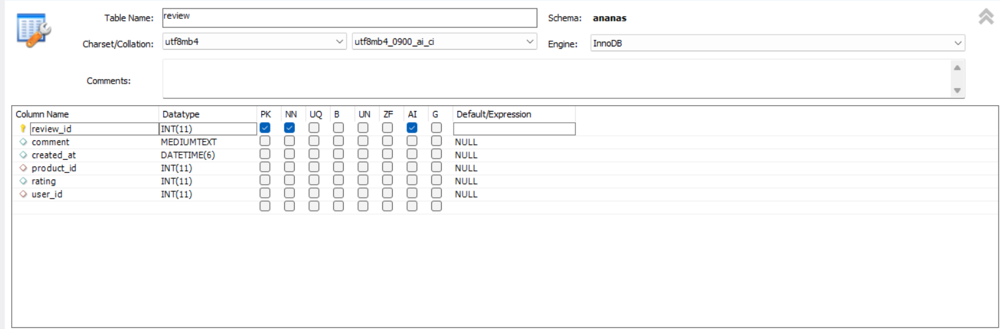 Table Name: review Schema: ananas
Charset/Collation: utf8mb4 utf8mb4_0900_ai_ci Engine: InnoDB
Comments:
Column Name Datatype PK NN UQ B UN ZF AI G Default/Expression
review_id INT(11)
comment MEDIUMTEXT NULL
created_at DATETIME(6) NULL
product_id INT(11) NULL
rating INT(11) NULL
user_id INT(11) NULL